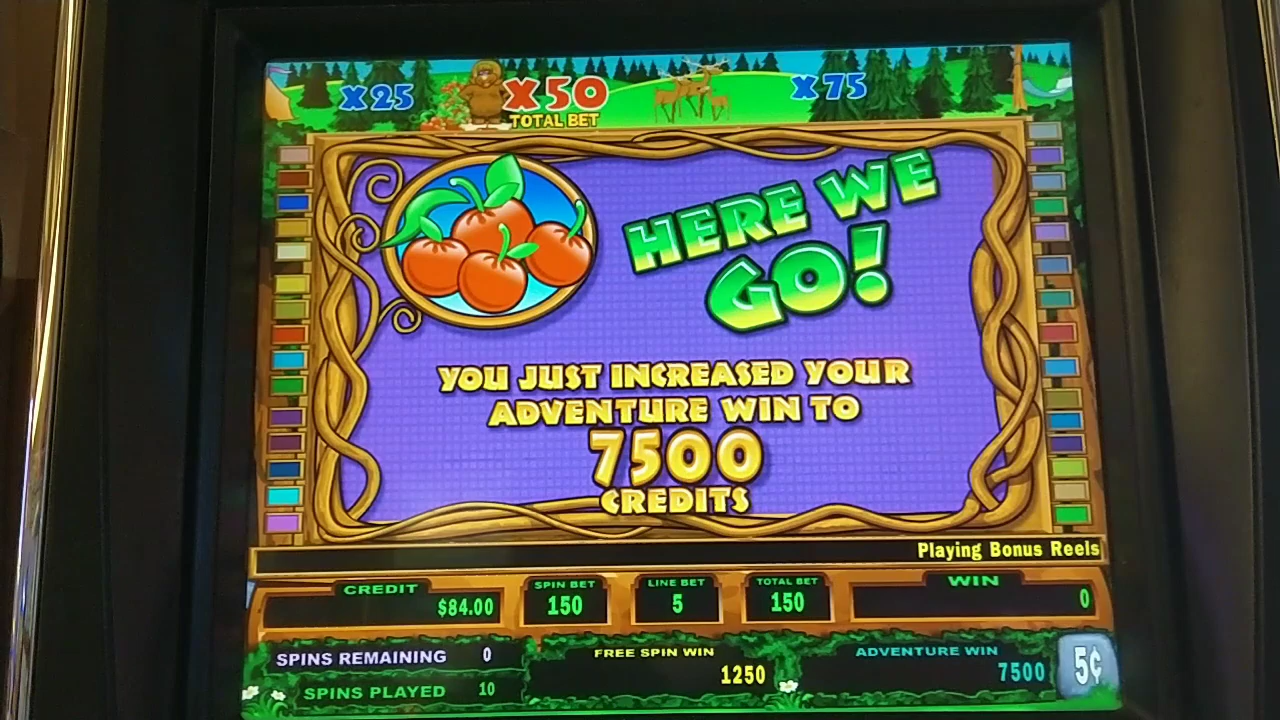 X25
X50
TOTAL BET
X75
HERE WE
GO!
YOU JUST INCREASED YOUR
ADVENTURE WIN TO
7500
CREDITS
Playing Bonus Reels
CREDIT
$84.00
SPIN BET
150
LINE BET
5
TOTAL BET
150
WIN
0
SPINS REMAINING 0
SPINS PLAYED 10
FREE SPIN WIN
1250
ADVENTURE WIN
7500
5¢